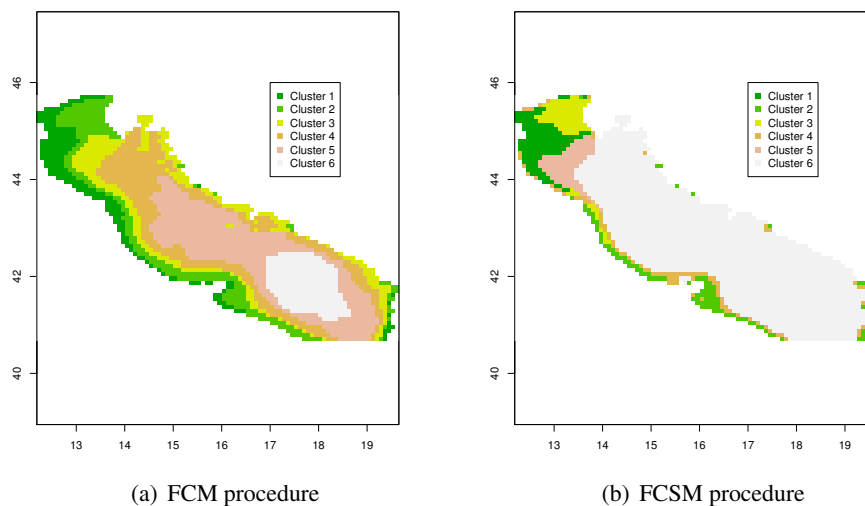 46
44
42
40
13 14 15 16 17 18 19
Cluster 1
Cluster 2
Cluster 3
Cluster 4
Cluster 5
Cluster 6
(a) FCM procedure
46
44
42
40
13 14 15 16 17 18 19
Cluster 1
Cluster 2
Cluster 3
Cluster 4
Cluster 5
Cluster 6
(b) FCSM procedure